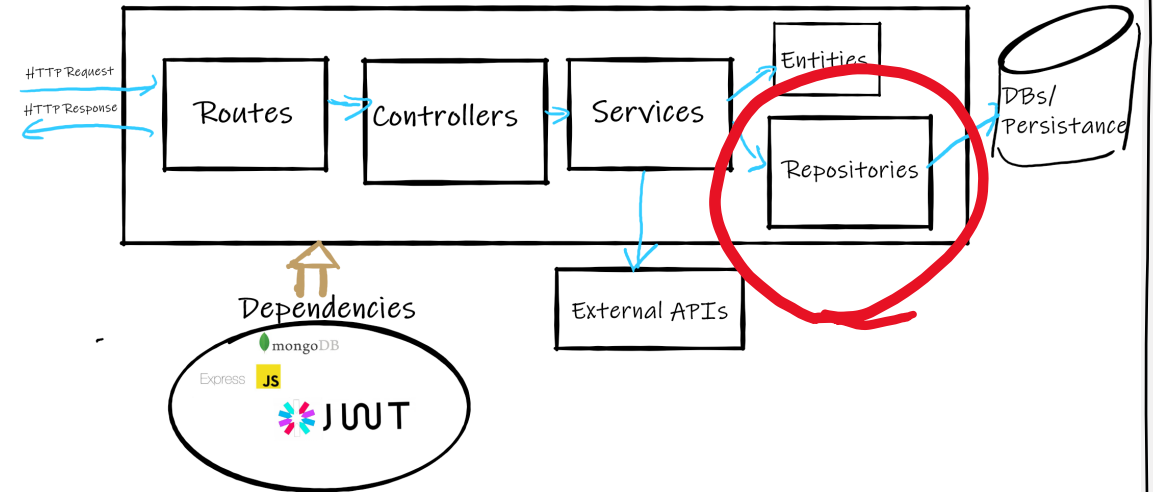 HTTP Request
HTTP Response
Routes
Controllers
Services
Entities
Repositories
DBs/
Persistance
External APIs
Dependencies
mongoDB
Express
JS
JWT